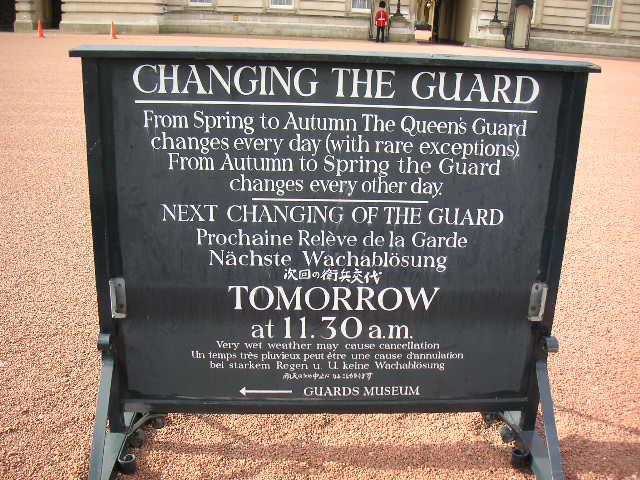 CHANGING THE GUARD
From Spring to Autumn The Queen's Guard
changes every day (with rare exceptions).
From Autumn to Spring the Guard
changes every other day.
NEXT CHANGING OF THE GUARD
Prochaine Relève de la Garde
Nächste Wachablösung
次回の衛兵交代
TOMORROW
at 11.30 a.m.
Very wet weather may cause cancellation
Un temps très pluvieux peut être une cause d'annulation
bei starkem Regen u. U. keine Wachablösung
GUARDS MUSEUM